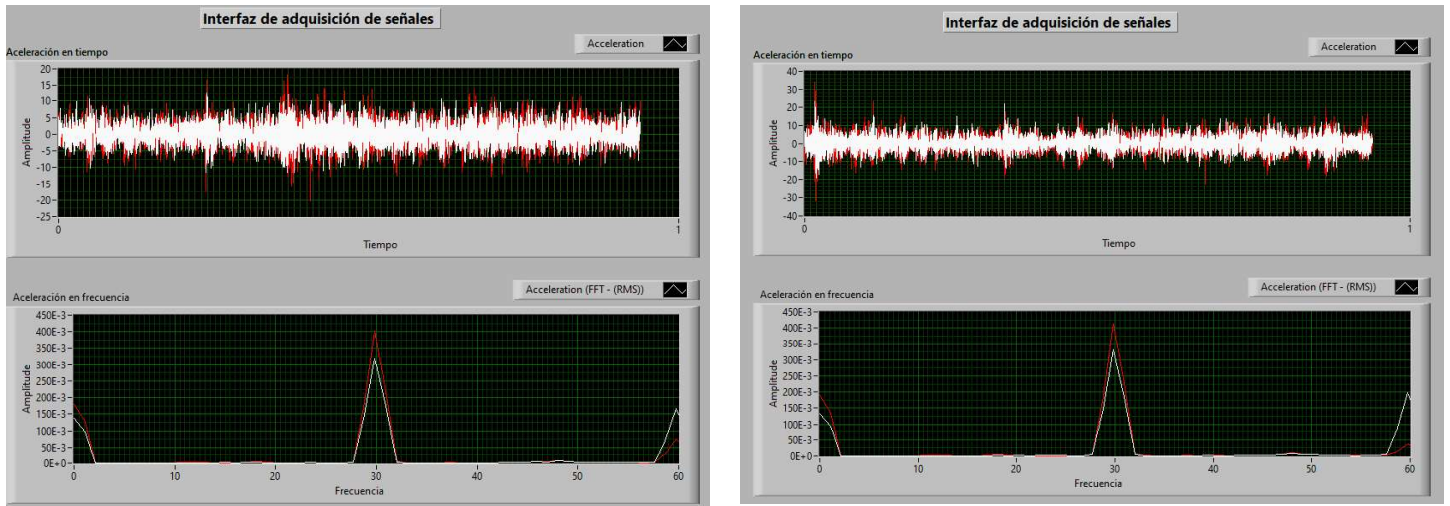 Interfaz de adquisición de señales
Acceleration
Aceleración en tiempo
20
15
10
5
0
-5
-10
-15
-20
-25
Amplitude
0
1
Tiempo
Acceleration (FFT - (RMS))
Aceleración en frecuencia
450E-3
400E-3
350E-3
300E-3
250E-3
200E-3
150E-3
100E-3
50E-3
0E+0
Amplitude
0
10
20
30
40
50
60
Frecuencia
Interfaz de adquisición de señales
Acceleration
Aceleración en tiempo
40
30
20
10
0
-10
-20
-30
-40
Amplitude
0
1
Tiempo
Acceleration (FFT - (RMS))
Aceleración en frecuencia
450E-3
400E-3
350E-3
300E-3
250E-3
200E-3
150E-3
100E-3
50E-3
0E+0
Amplitude
0
10
20
30
40
50
60
Frecuencia